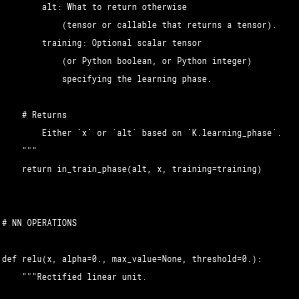 alt: What to return otherwise
(tensor or callable that returns a tensor).
training: Optional scalar tensor
(or Python boolean, or Python integer)
specifying the learning phase.
# Returns
Either `x` or `alt` based on `K.learning_phase`.
"""
return in_train_phase(alt, x, training=training)
# NN OPERATIONS
def relu(x, alpha=0., max_value=None, threshold=0.):
"""Rectified linear unit.